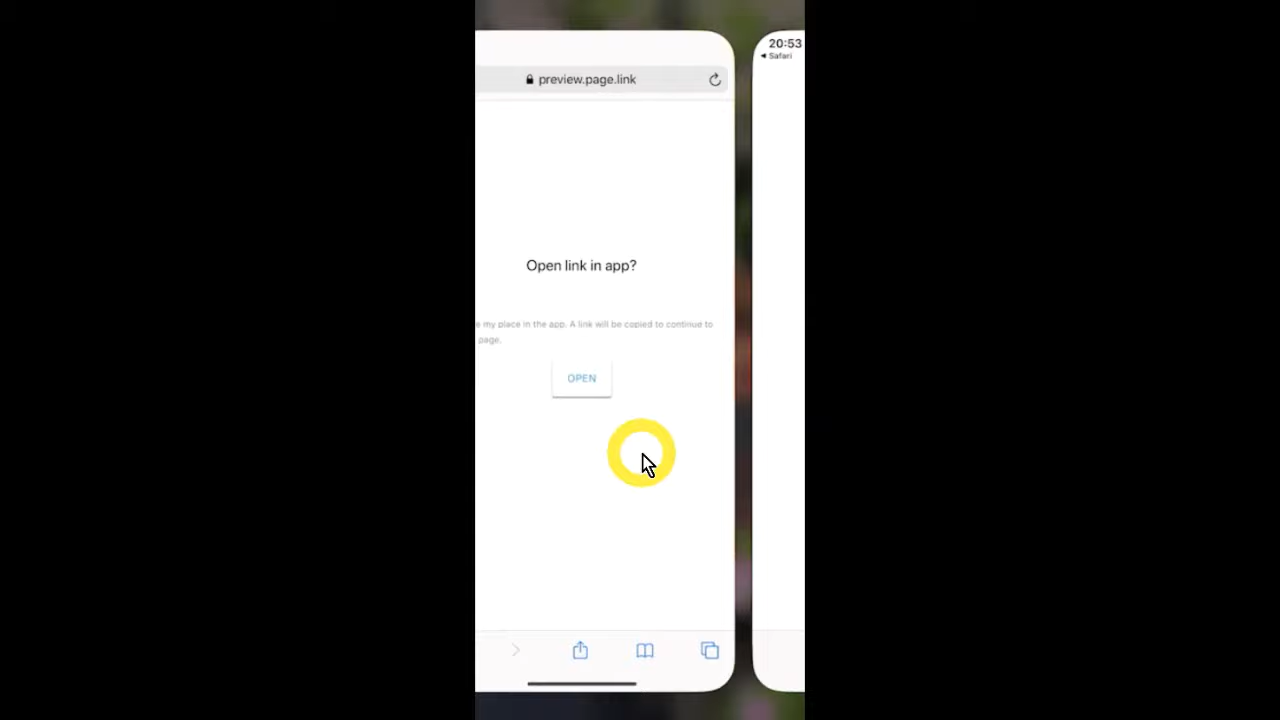 20:53
Safari
preview.page.link
Open link in app?
my place in the app. A link will be copied to continue to
page.
OPEN